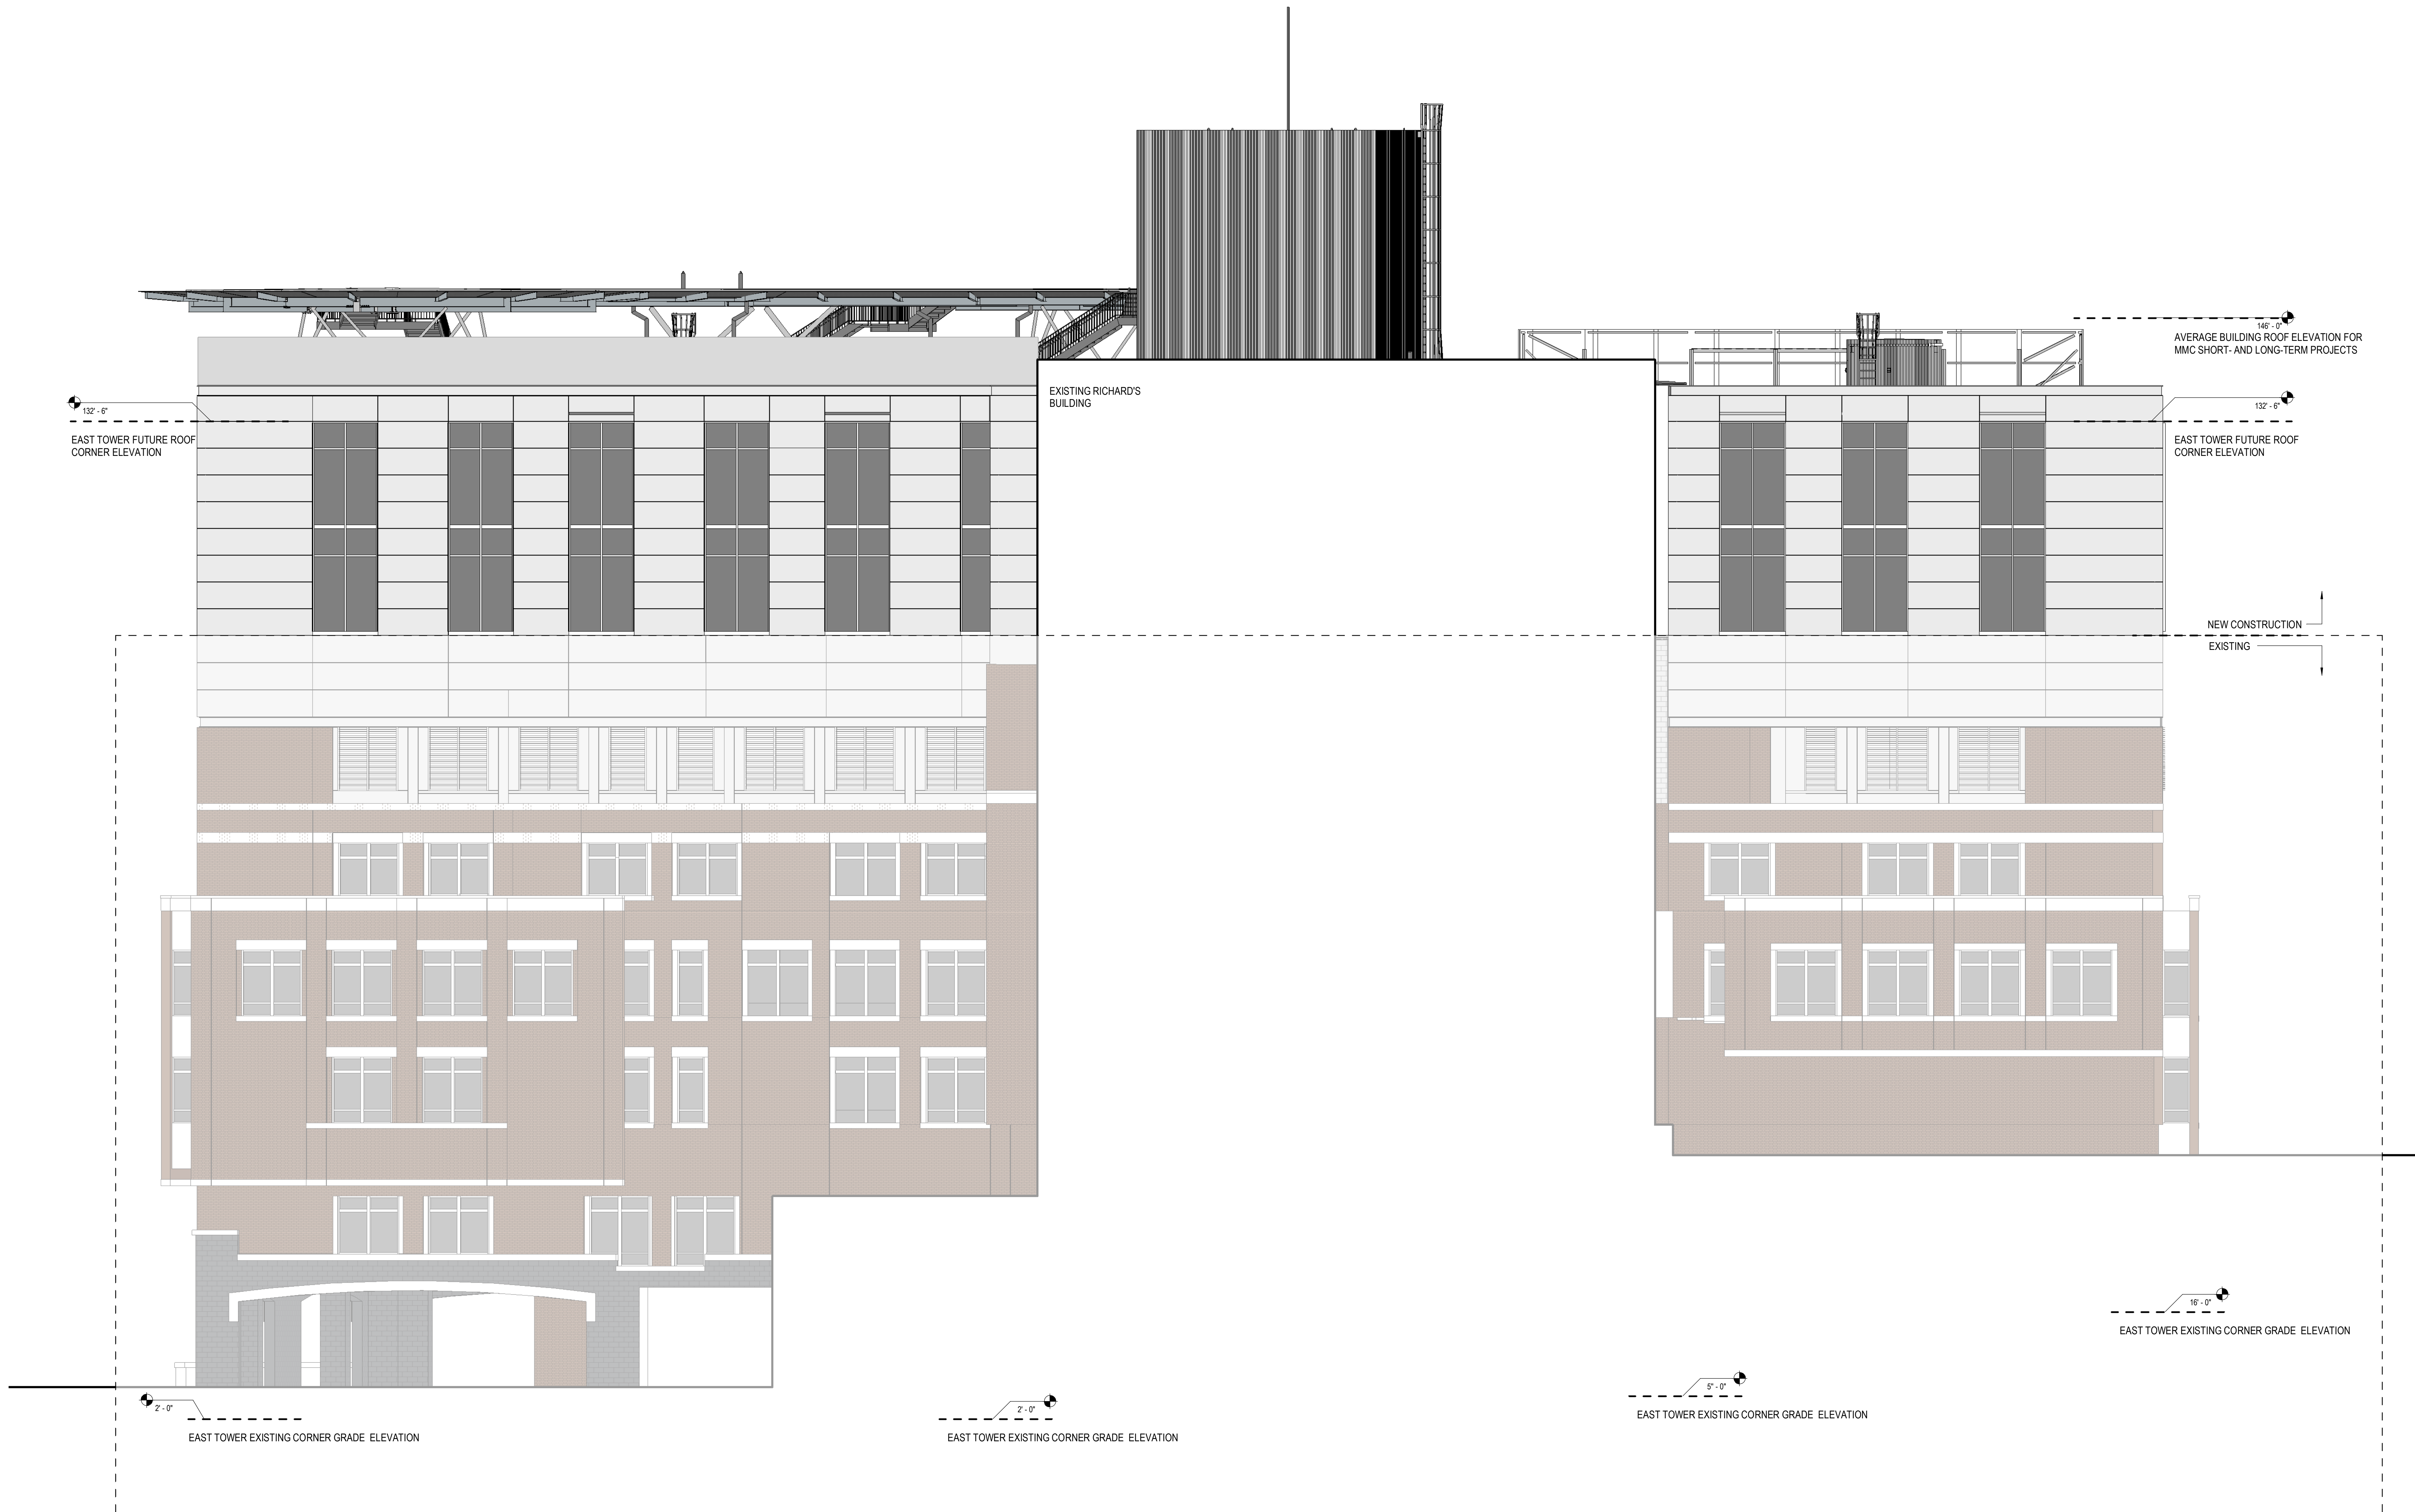 146' - 0"
AVERAGE BUILDING ROOF ELEVATION FOR
MMC SHORT- AND LONG-TERM PROJECTS
EXISTING RICHARD'S
BUILDING
132' - 6"
EAST TOWER FUTURE ROOF
CORNER ELEVATION
132' - 6"
EAST TOWER FUTURE ROOF
CORNER ELEVATION
NEW CONSTRUCTION
EXISTING
16' - 0"
EAST TOWER EXISTING CORNER GRADE ELEVATION
5" - 0"
EAST TOWER EXISTING CORNER GRADE ELEVATION
2' - 0"
EAST TOWER EXISTING CORNER GRADE ELEVATION
2' - 0"
EAST TOWER EXISTING CORNER GRADE ELEVATION